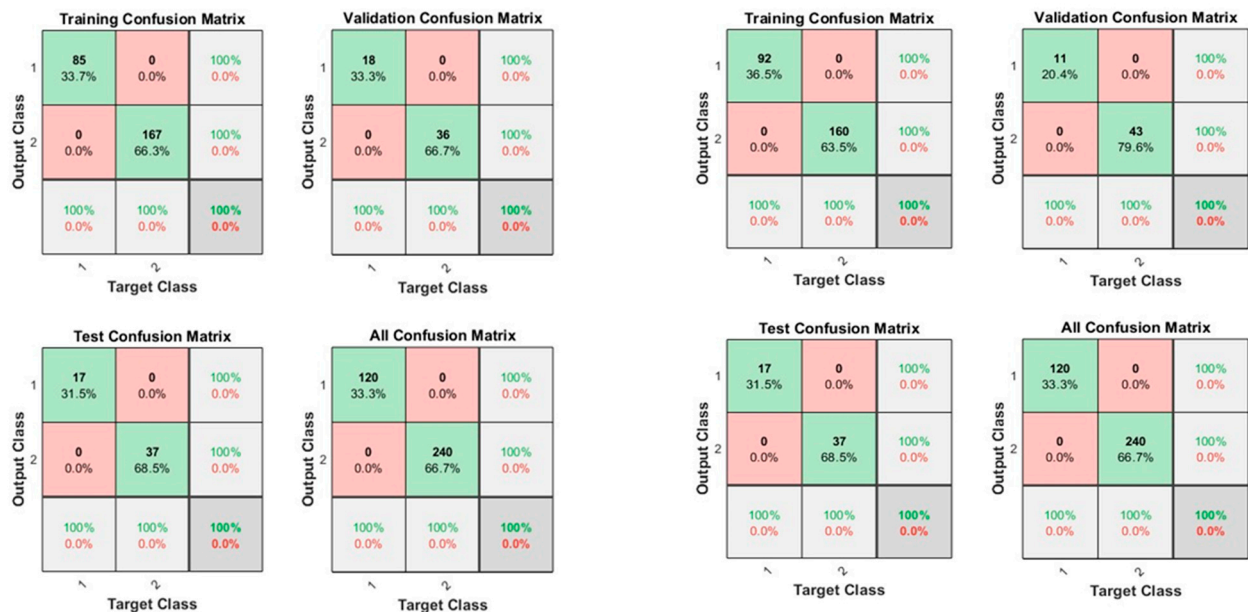 Training Confusion Matrix
85 0 100%
33.7% 0.0% 0.0%
1
0 167 100%
0.0% 66.3% 0.0%
2
100% 100% 100%
0.0% 0.0% 0.0%
1 2
Output Class
Target Class
Validation Confusion Matrix
18 0 100%
33.3% 0.0% 0.0%
1
0 36 100%
0.0% 66.7% 0.0%
2
100% 100% 100%
0.0% 0.0% 0.0%
1 2
Output Class
Target Class
Training Confusion Matrix
92 0 100%
36.5% 0.0% 0.0%
1
0 160 100%
0.0% 63.5% 0.0%
2
100% 100% 100%
0.0% 0.0% 0.0%
1 2
Output Class
Target Class
Validation Confusion Matrix
11 0 100%
20.4% 0.0% 0.0%
1
0 43 100%
0.0% 79.6% 0.0%
2
100% 100% 100%
0.0% 0.0% 0.0%
1 2
Output Class
Target Class
Test Confusion Matrix
17 0 100%
31.5% 0.0% 0.0%
1
0 37 100%
0.0% 68.5% 0.0%
2
100% 100% 100%
0.0% 0.0% 0.0%
1 2
Output Class
Target Class
All Confusion Matrix
120 0 100%
33.3% 0.0% 0.0%
1
0 240 100%
0.0% 66.7% 0.0%
2
100% 100% 100%
0.0% 0.0% 0.0%
1 2
Output Class
Target Class
Test Confusion Matrix
17 0 100%
31.5% 0.0% 0.0%
1
0 37 100%
0.0% 68.5% 0.0%
2
100% 100% 100%
0.0% 0.0% 0.0%
1 2
Output Class
Target Class
All Confusion Matrix
120 0 100%
33.3% 0.0% 0.0%
1
0 240 100%
0.0% 66.7% 0.0%
2
100% 100% 100%
0.0% 0.0% 0.0%
1 2
Output Class
Target Class